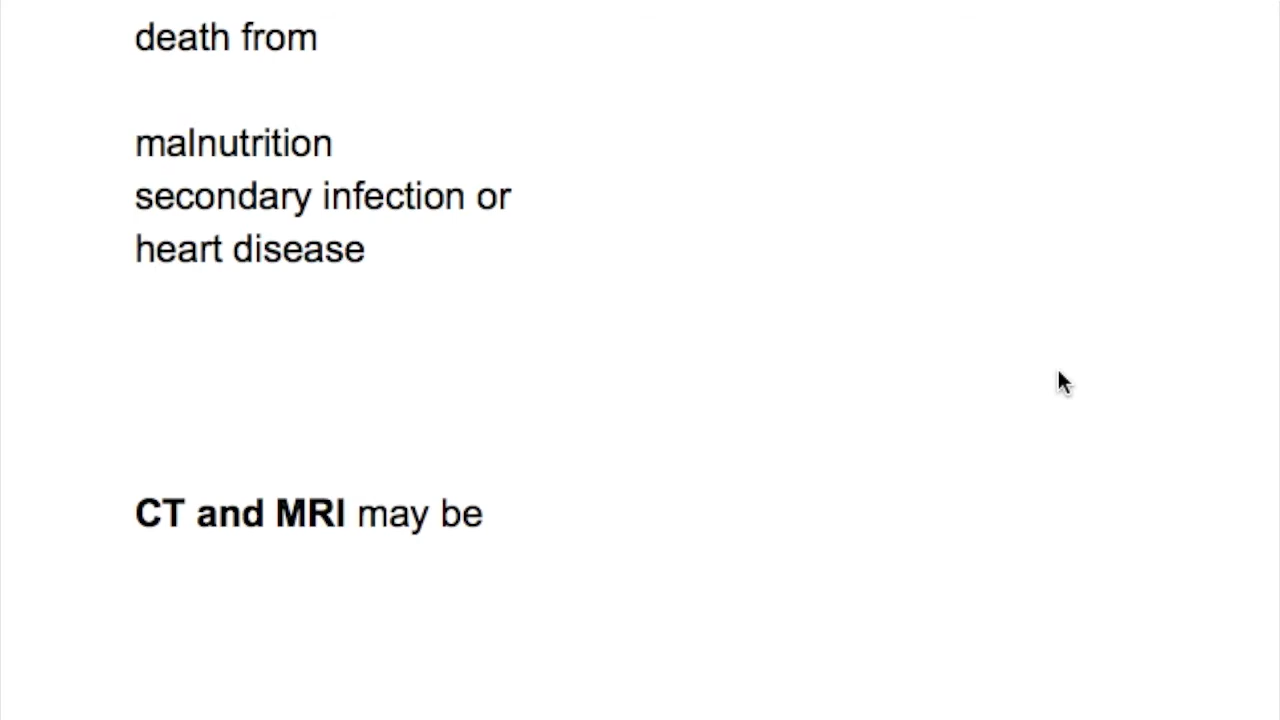 death from
malnutrition
secondary infection or
heart disease
CT and MRI may be